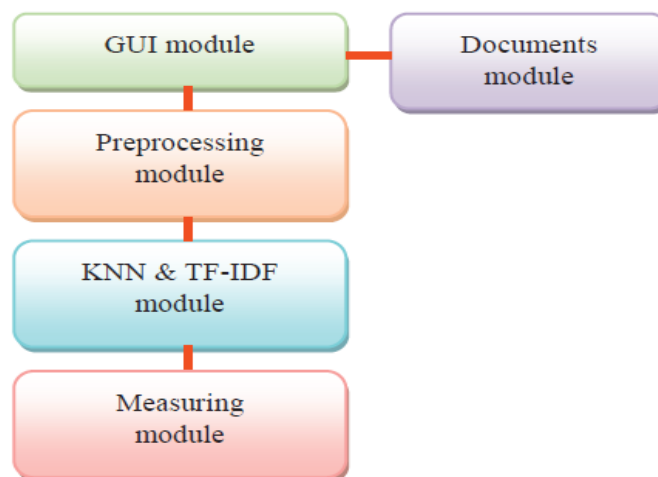 GUI module
Documents
module
Preprocessing
module
KNN & TF-IDF
module
Measuring
module